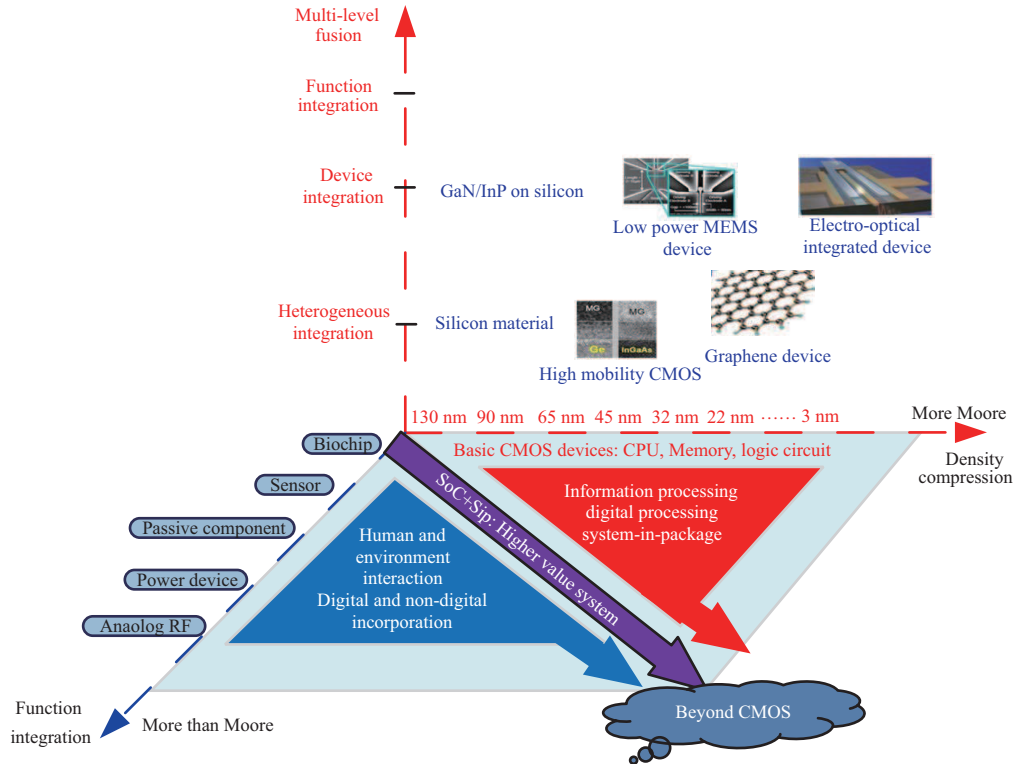 Multi-level
fusion
Function
integration
Device
integration
GaN/InP on silicon
Low power MEMS
device
Electro-optical
integrated device
Heterogeneous
integration
Silicon material
MG
MG
Ge
InGaAs
High mobility CMOS
Graphene device
130 nm 90 nm 65 nm 45 nm 32 nm 22 nm ...... 3 nm
More Moore
Density
compression
Basic CMOS devices: CPU, Memory, logic circuit
Information processing
digital processing
system-in-package
SoC+Sip: Higher value system
Human and
environment
interaction
Digital and non-digital
incorporation
Biochip
Sensor
Passive component
Power device
Anaolog RF
Function
integration
More than Moore
Beyond CMOS